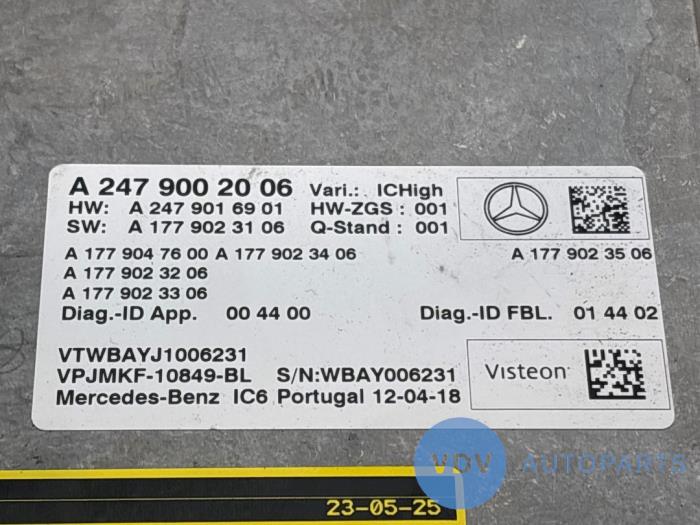 A 247 900 20 06 Vari.: ICHigh
HW: A 247 901 69 01 HW-ZGS : 001
SW: A 177 902 31 06 Q-Stand : 001
A 177 904 76 00 A 177 902 34 06 A 177 902 35 06
A 177 902 32 06
A 177 902 33 06
Diag.-ID App. 00 44 00 Diag.-ID FBL. 01 44 02
VTWBAYJ1006231
VPJMKF-10849-BL S/N:WBAY006231
Mercedes-Benz IC6 Portugal 12-04-18
Visteon
VDV AUTOPARTS
23-05-25